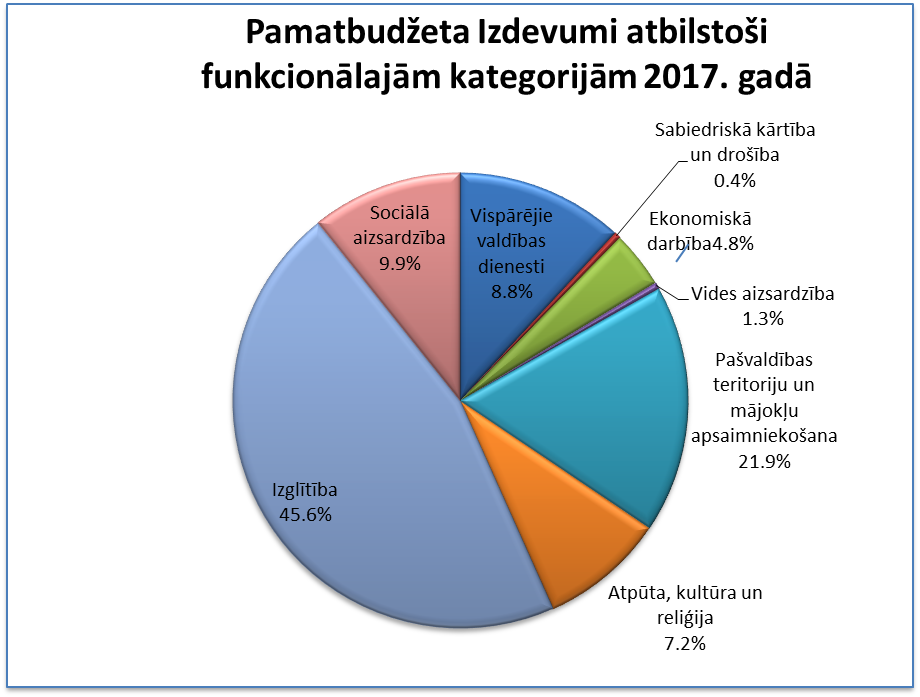 Pamatbudžeta Izdevumi atbilstoši
funkcionālajām kategorijām 2017. gadā
Sabiedriskā kārtība
un drošība
0.4%
Ekonomiskā
darbība4.8%
Vides aizsardzība
1.3%
Pašvaldības
teritoriju un
mājokļu
apsaimniekošana
21.9%
Atpūta, kultūra un
reliģija
7.2%
Izglītība
45.6%
Sociālā
aizsardzība
9.9%
Vispārējie
valdības
dienesti
8.8%